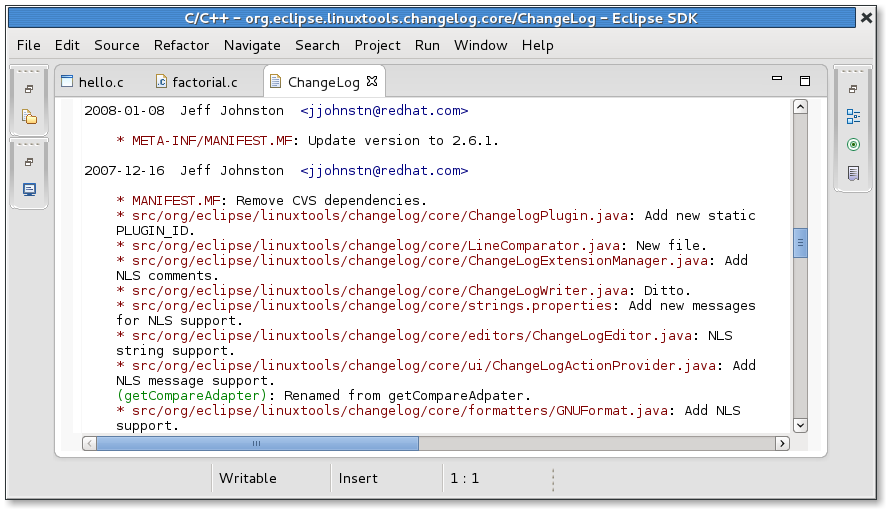 C/C++ – org.eclipse.linuxtools.changelog.core/ChangeLog – Eclipse SDK
File Edit Source Refactor Navigate Search Project Run Window Help
hello.c factorial.c ChangeLog
2008-01-08  Jeff Johnston  <jjohnstn@redhat.com>
* META-INF/MANIFEST.MF: Update version to 2.6.1.
2007-12-16  Jeff Johnston  <jjohnstn@redhat.com>
* MANIFEST.MF: Remove CVS dependencies.
* src/org/eclipse/linuxtools/changelog/core/ChangelogPlugin.java: Add new static
PLUGIN_ID.
* src/org/eclipse/linuxtools/changelog/core/LineComparator.java: New file.
* src/org/eclipse/linuxtools/changelog/core/ChangeLogExtensionManager.java: Add
NLS comments.
* src/org/eclipse/linuxtools/changelog/core/ChangeLogWriter.java: Ditto.
* src/org/eclipse/linuxtools/changelog/core/strings.properties: Add new messages
for NLS support.
* src/org/eclipse/linuxtools/changelog/core/editors/ChangeLogEditor.java: NLS
string support.
* src/org/eclipse/linuxtools/changelog/core/ui/ChangeLogActionProvider.java: Add
NLS message support.
(getCompareAdapter): Renamed from getCompareAdpater.
* src/org/eclipse/linuxtools/changelog/core/formatters/GNUFormat.java: Add NLS
support.
Writable Insert 1 : 1